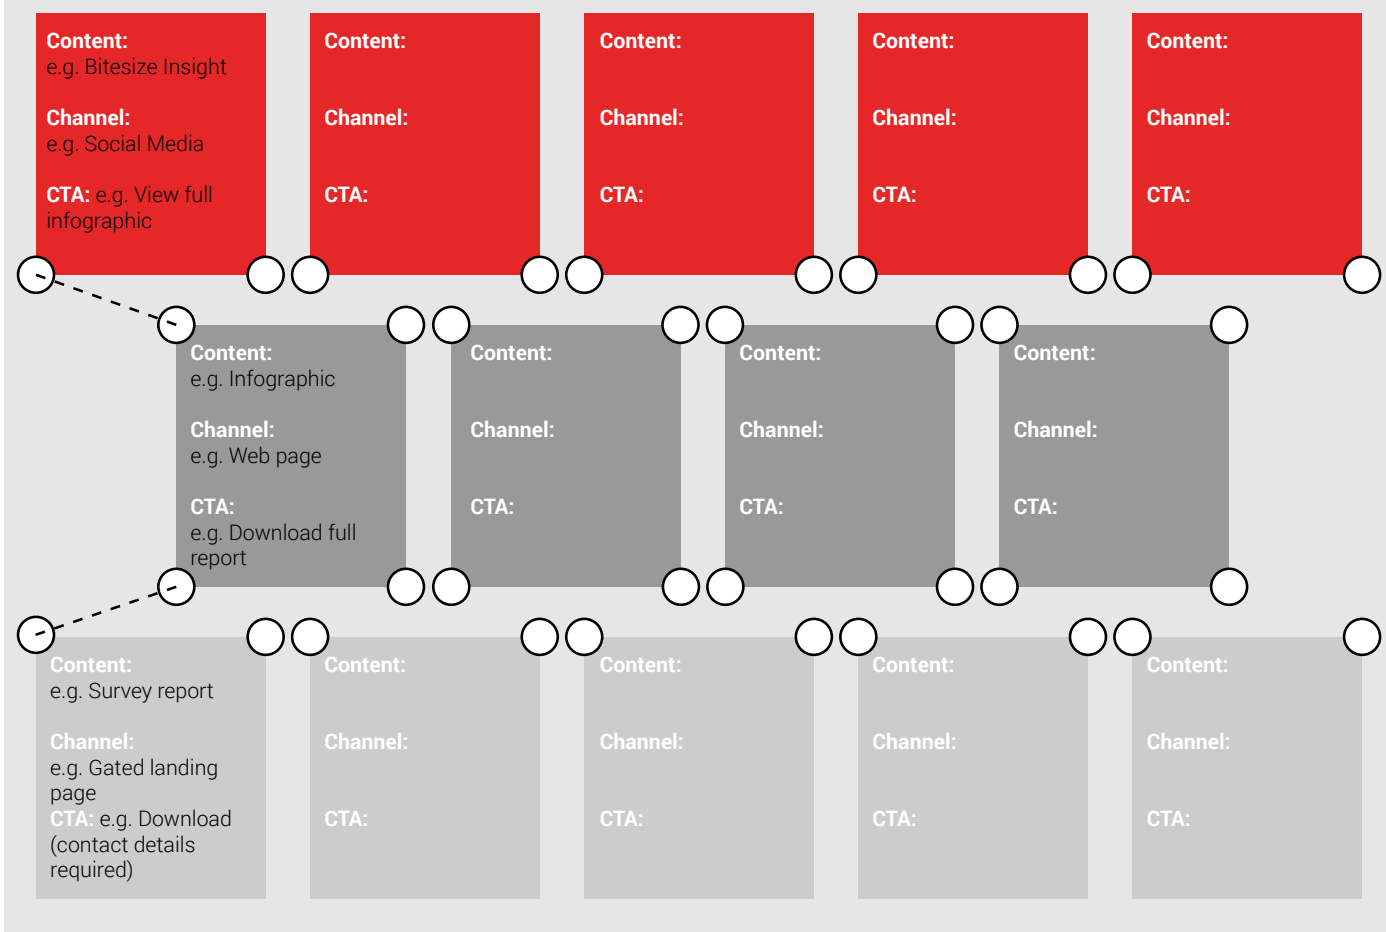 Content:
e.g. Bitesize Insight
Channel:
e.g. Social Media
CTA: e.g. View full
infographic
Content:
Channel:
CTA:
Content:
Channel:
CTA:
Content:
Channel:
CTA:
Content:
Channel:
CTA:
Content:
e.g. Infographic
Channel:
e.g. Web page
CTA:
e.g. Download full
report
Content:
Channel:
CTA:
Content:
Channel:
CTA:
Content:
Channel:
CTA:
Content:
e.g. Survey report
Channel:
e.g. Gated landing
page
CTA: e.g. Download
(contact details
required)
Content:
Channel:
CTA:
Content:
Channel:
CTA:
Content:
Channel:
CTA:
Content:
Channel:
CTA: